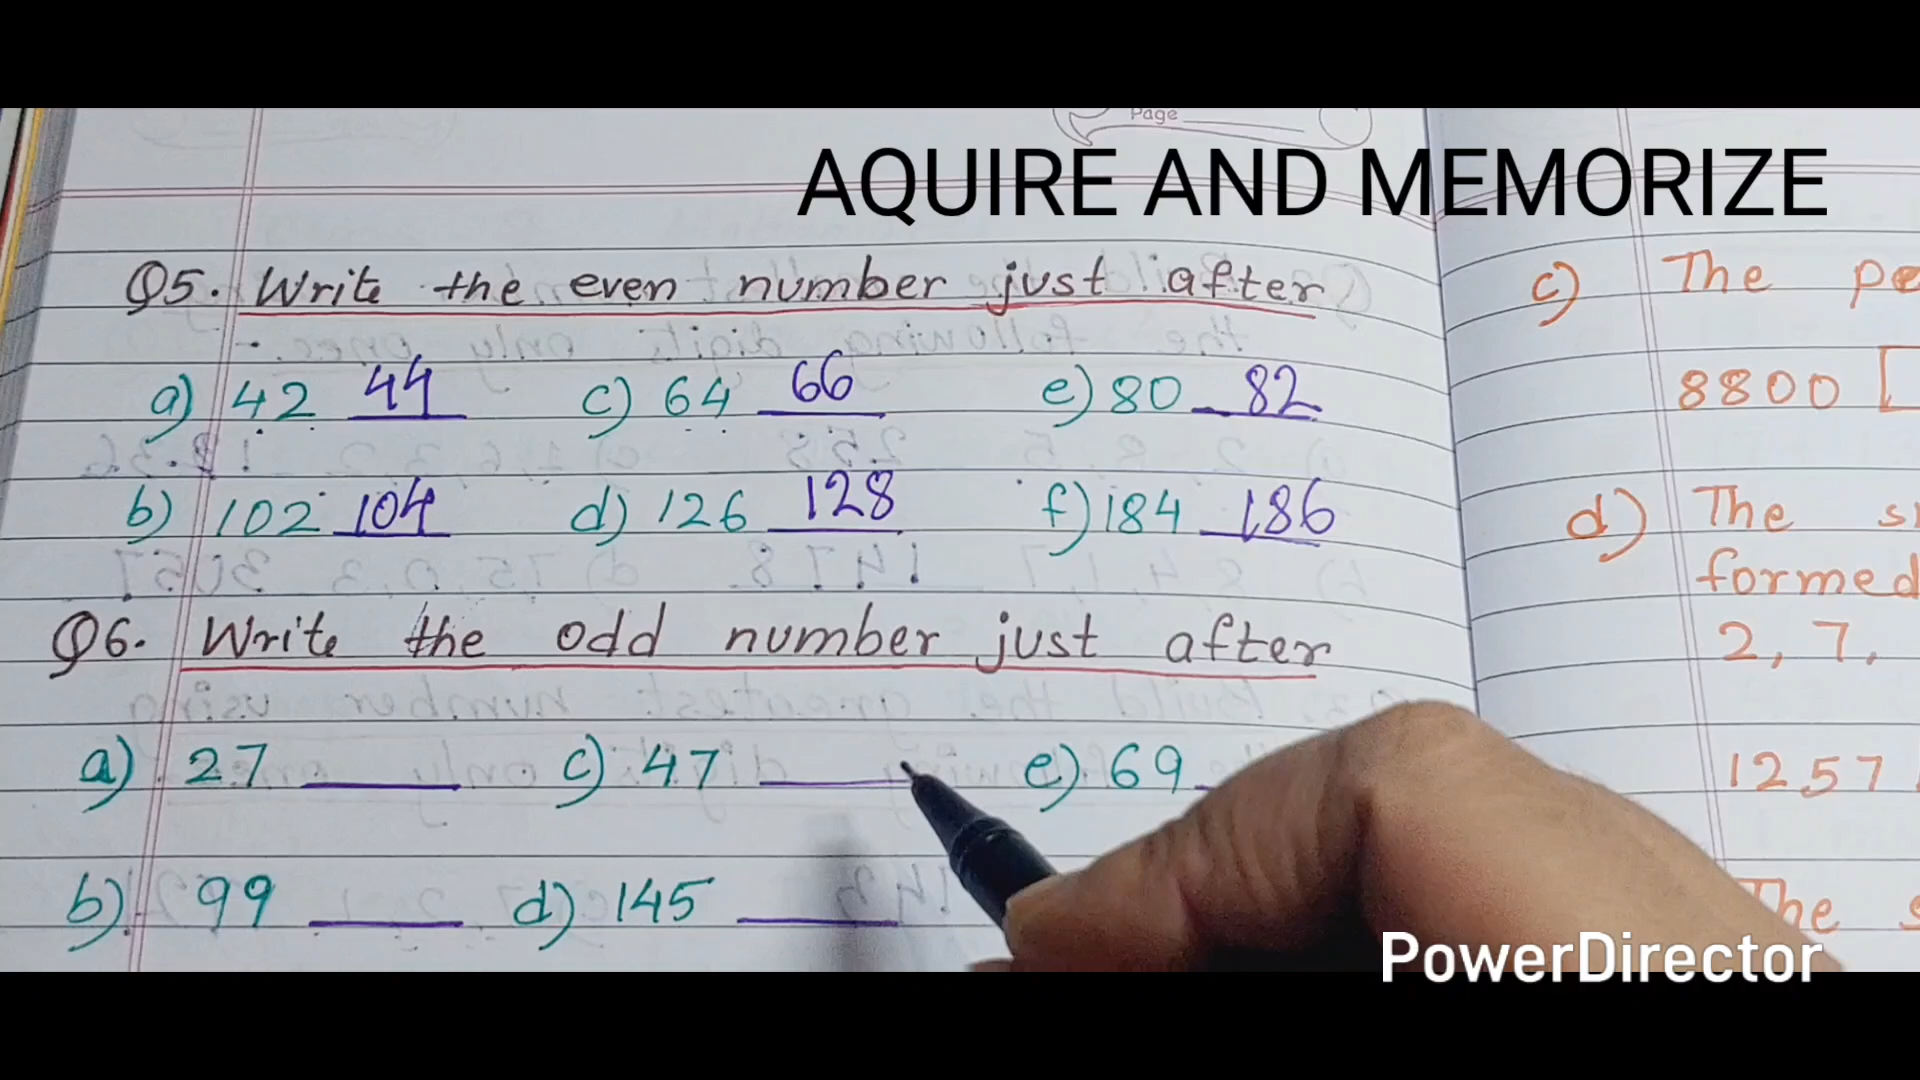 Page
AQUIRE AND MEMORIZE
Q5. Write the even number just after
a) 42 44 c) 64 66 e) 80 82
b) 102 104 d) 126 128 f) 184 186
Q6. Write the odd number just after
a) 27 c) 47 e) 69
b) 99 d) 145
c) The
8800
d) The
formed
2, 7,
1257
The
PowerDirector